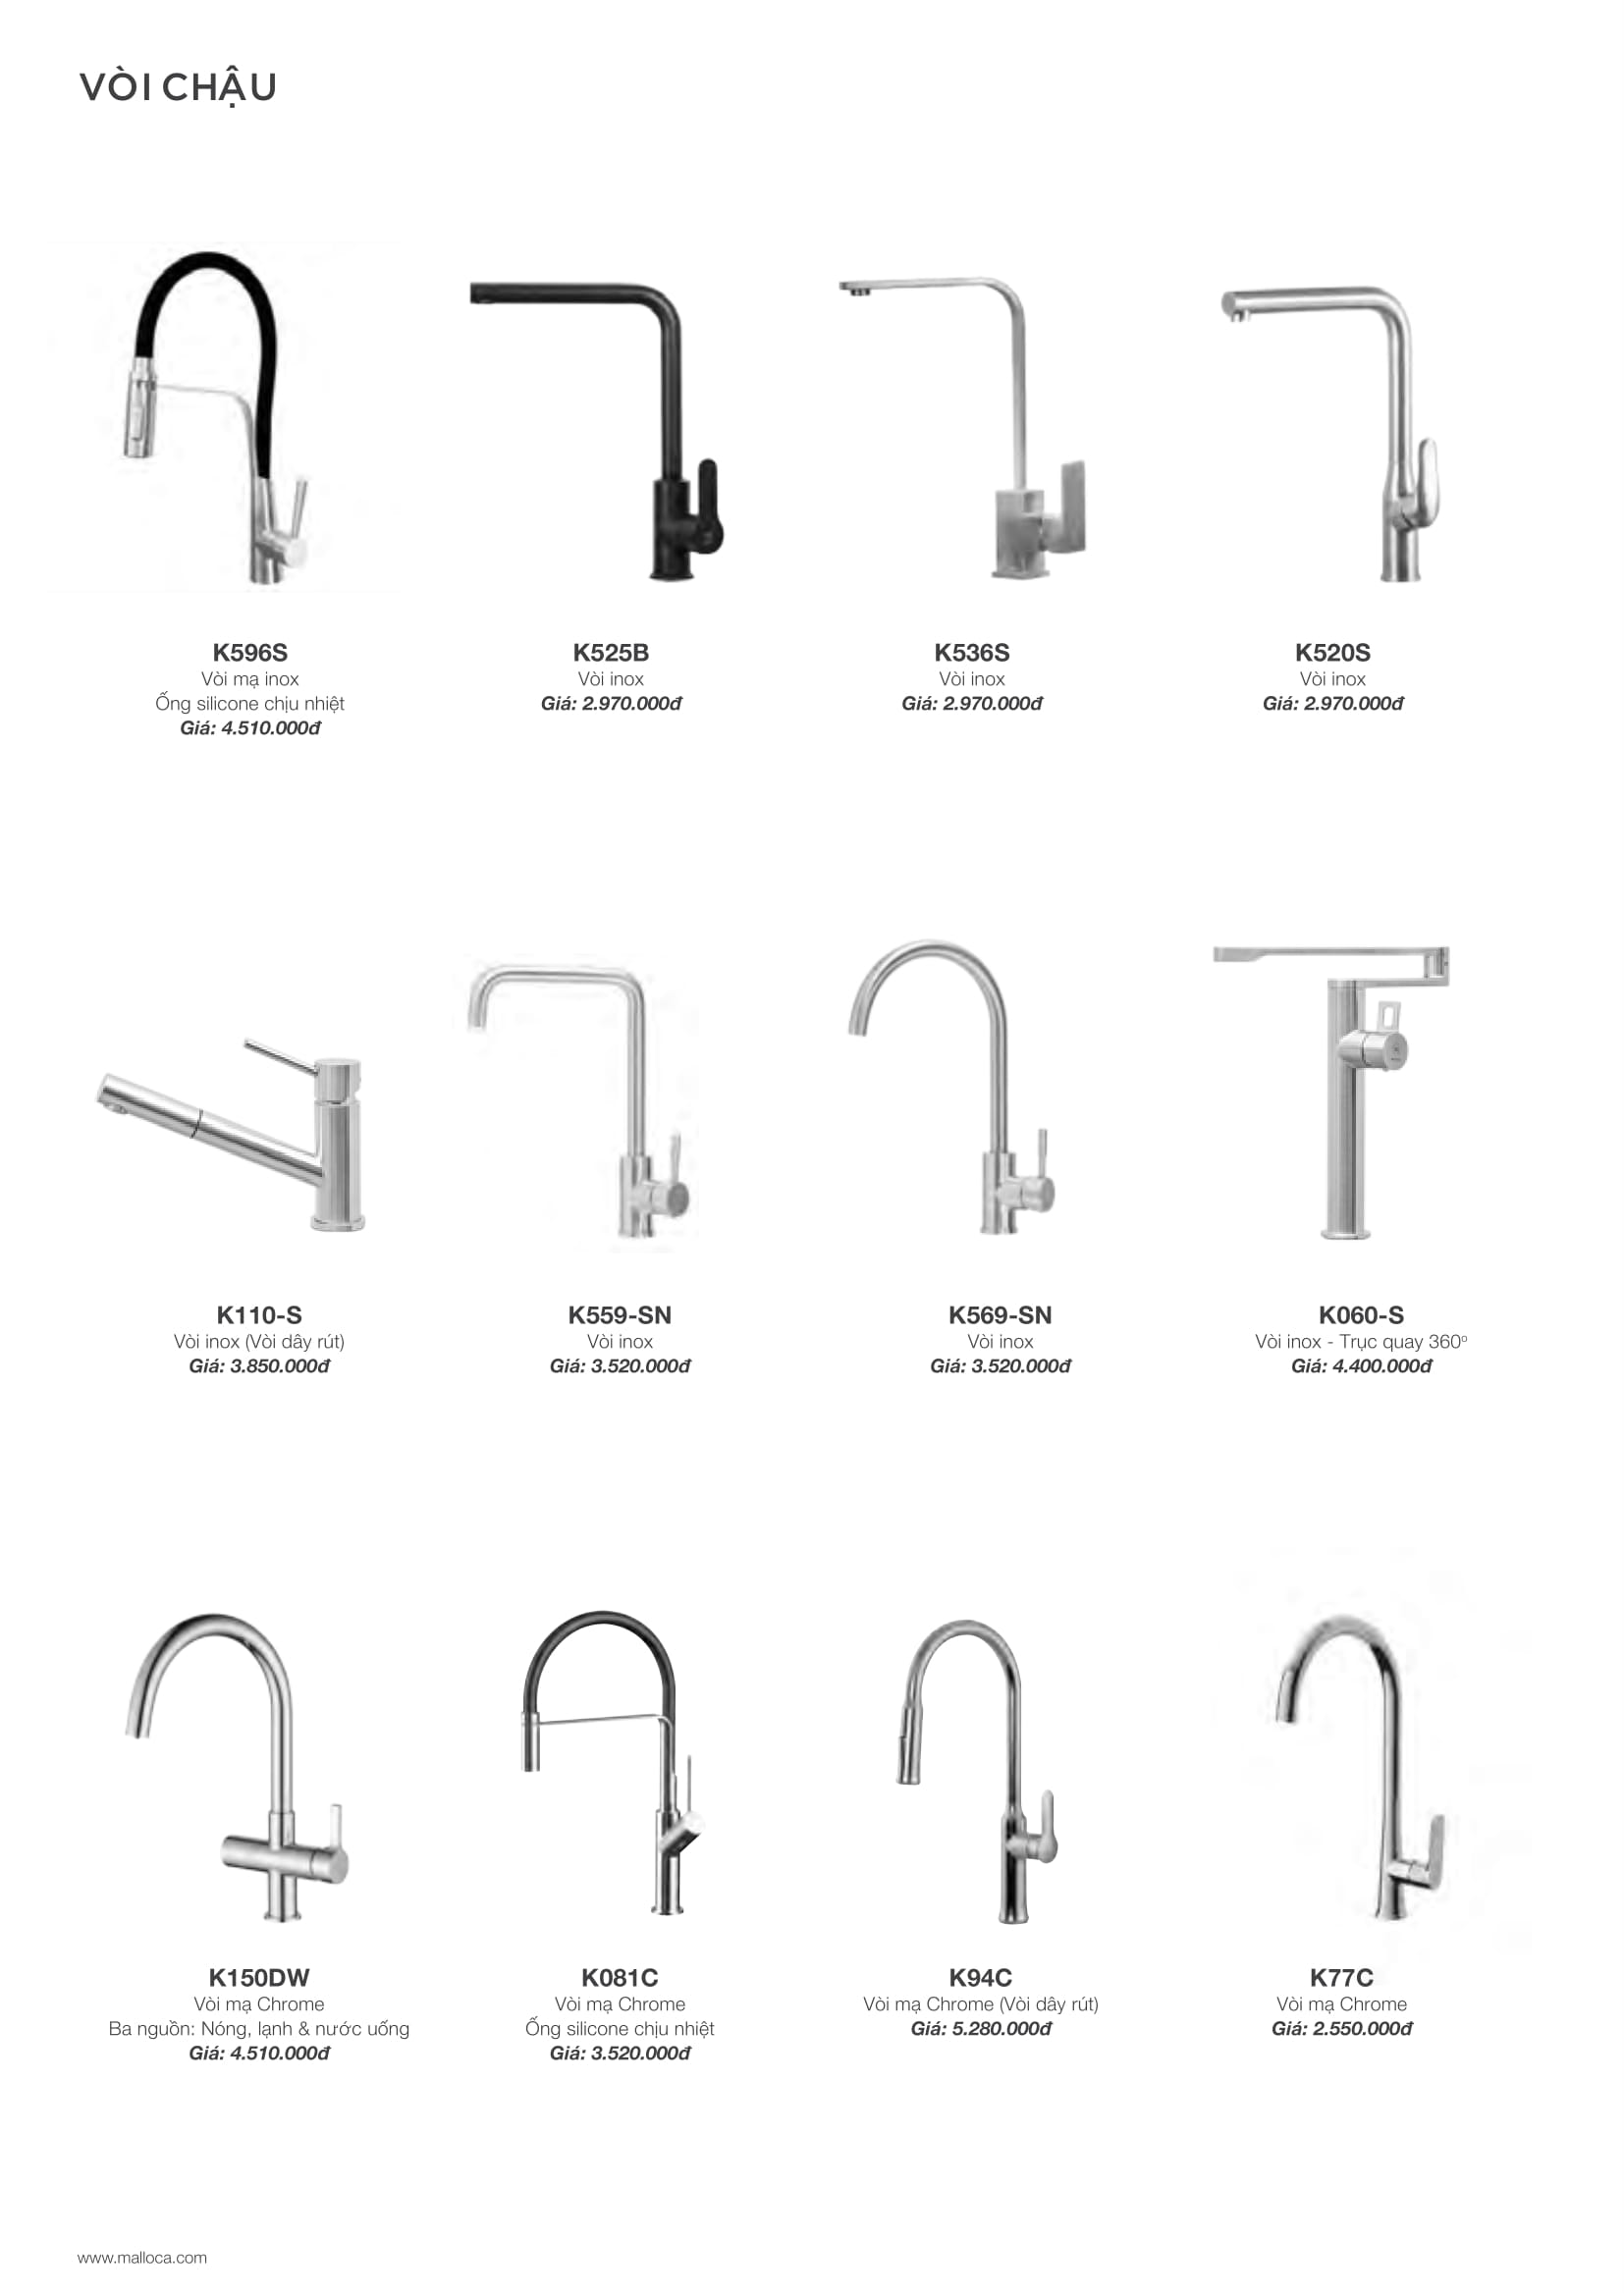 VÒI CHẬU
K596S
Vòi mạ inox
Ống silicone chịu nhiệt
Giá: 4.510.000đ
K525B
Vòi inox
Giá: 2.970.000đ
K536S
Vòi inox
Giá: 2.970.000đ
K520S
Vòi inox
Giá: 2.970.000đ
K110-S
Vòi inox (Vòi dây rút)
Giá: 3.850.000đ
K559-SN
Vòi inox
Giá: 3.520.000đ
K569-SN
Vòi inox
Giá: 3.520.000đ
K060-S
Vòi inox - Trục quay 360º
Giá: 4.400.000đ
K150DW
Vòi mạ Chrome
Ba nguồn: Nóng, lạnh & nước uống
Giá: 4.510.000đ
K081C
Vòi mạ Chrome
Ống silicone chịu nhiệt
Giá: 3.520.000đ
K94C
Vòi mạ Chrome (Vòi dây rút)
Giá: 5.280.000đ
K77C
Vòi mạ Chrome
Giá: 2.550.000đ
www.malloca.com